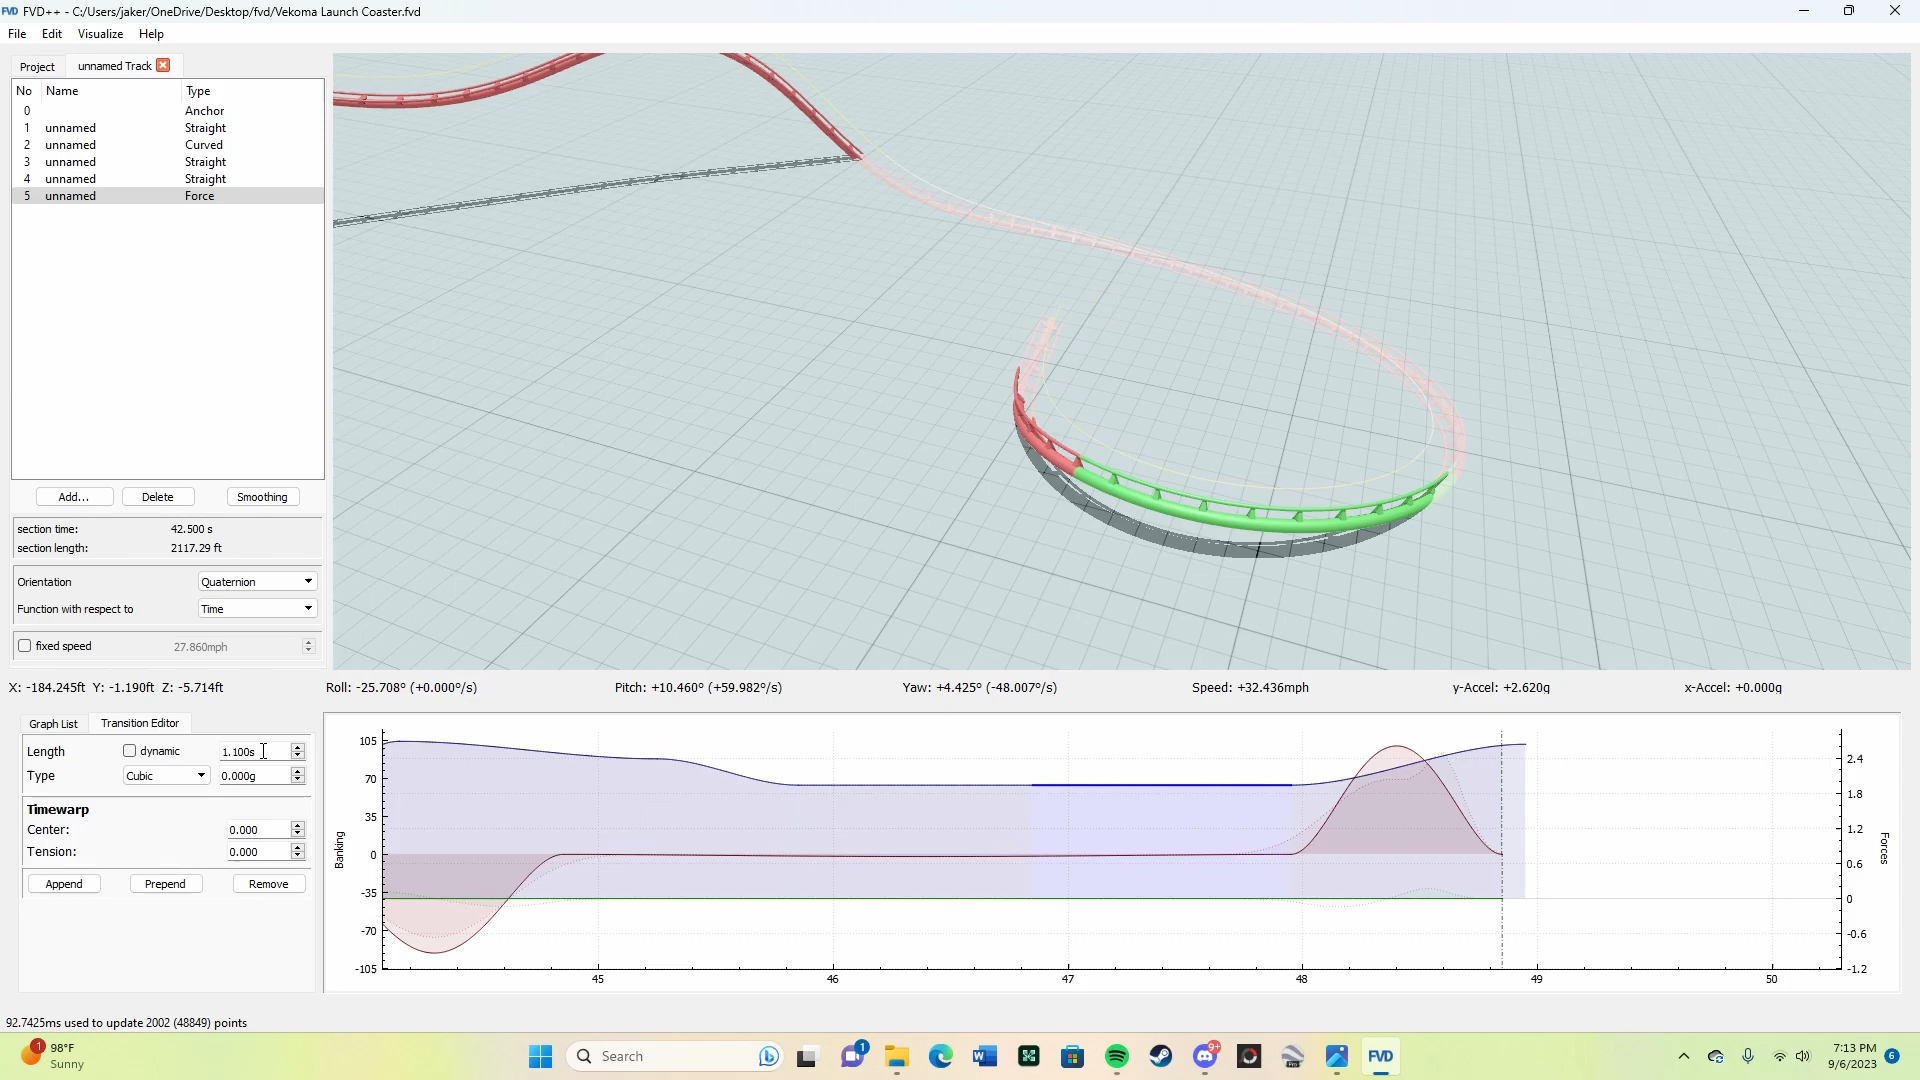 FVD FVD++ - C:/Users/jaker/OneDrive/Desktop/fvd/Vekoma Launch Coaster.fvd
File Edit Visualize Help
Project unnamed Track
No Name Type
0 Anchor
1 unnamed Straight
2 unnamed Curved
3 unnamed Straight
4 unnamed Straight
5 unnamed Force
Add... Delete Smoothing
section time: 42.500 s
section length: 2117.29 ft
Orientation Quaternion
Function with respect to Time
fixed speed 27.860mph
X: -184.245ft Y: -1.190ft Z: -5.714ft Roll: -25.708° (+0.000°/s) Pitch: +10.460° (+59.982°/s) Yaw: +4.425° (-48.007°/s) Speed: +32.436mph y-Accel: +2.620g x-Accel: +0.000g
Graph List Transition Editor
Length dynamic 1.100s
Type Cubic 0.000g
Timewarp
Center: 0.000
Tension: 0.000
Append Prepend Remove
Banking
105
70
35
0
-35
-70
-105
45 46 47 48 49 50
2.4
1.8
1.2
0.6
0
-0.6
-1.2
Forces
92.7425ms used to update 2002 (48849) points
1
98°F
Sunny
Search
1
W
9+
Pro
FVD
7:13 PM
9/6/2023
6